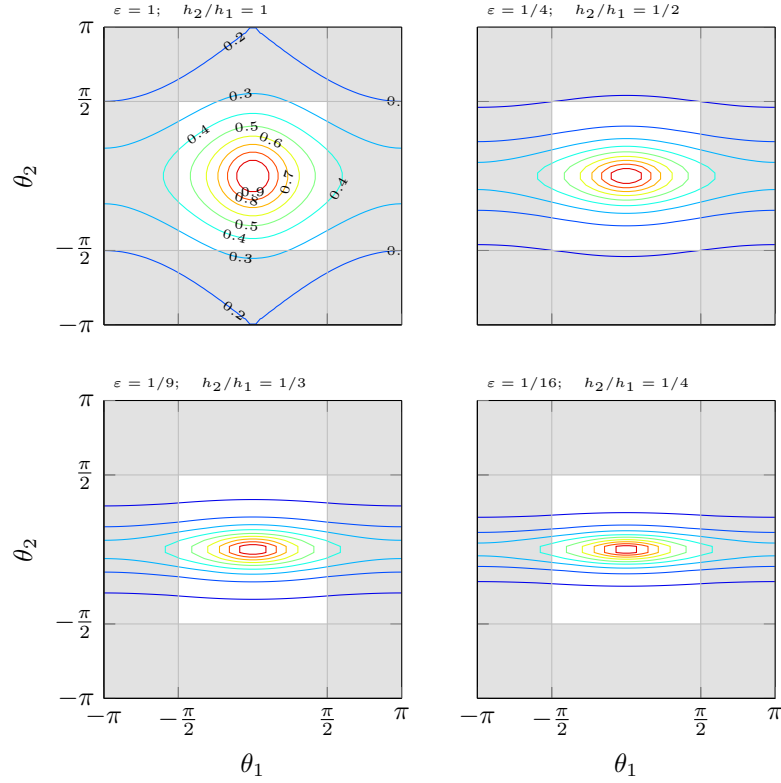 ε = 1; h₂/h₁ = 1
ε = 1/4; h₂/h₁ = 1/2
π
π/2
θ₂
−π/2
−π
0.2
0.3
0.4
0.5
0.6
0.7
0.4
0.9
0.8
0.5
0.4
0.3
0.2
0.
0.
ε = 1/9; h₂/h₁ = 1/3
ε = 1/16; h₂/h₁ = 1/4
π
π/2
θ₂
−π/2
−π
−π −π/2 π/2 π
−π −π/2 π/2 π
θ₁
θ₁